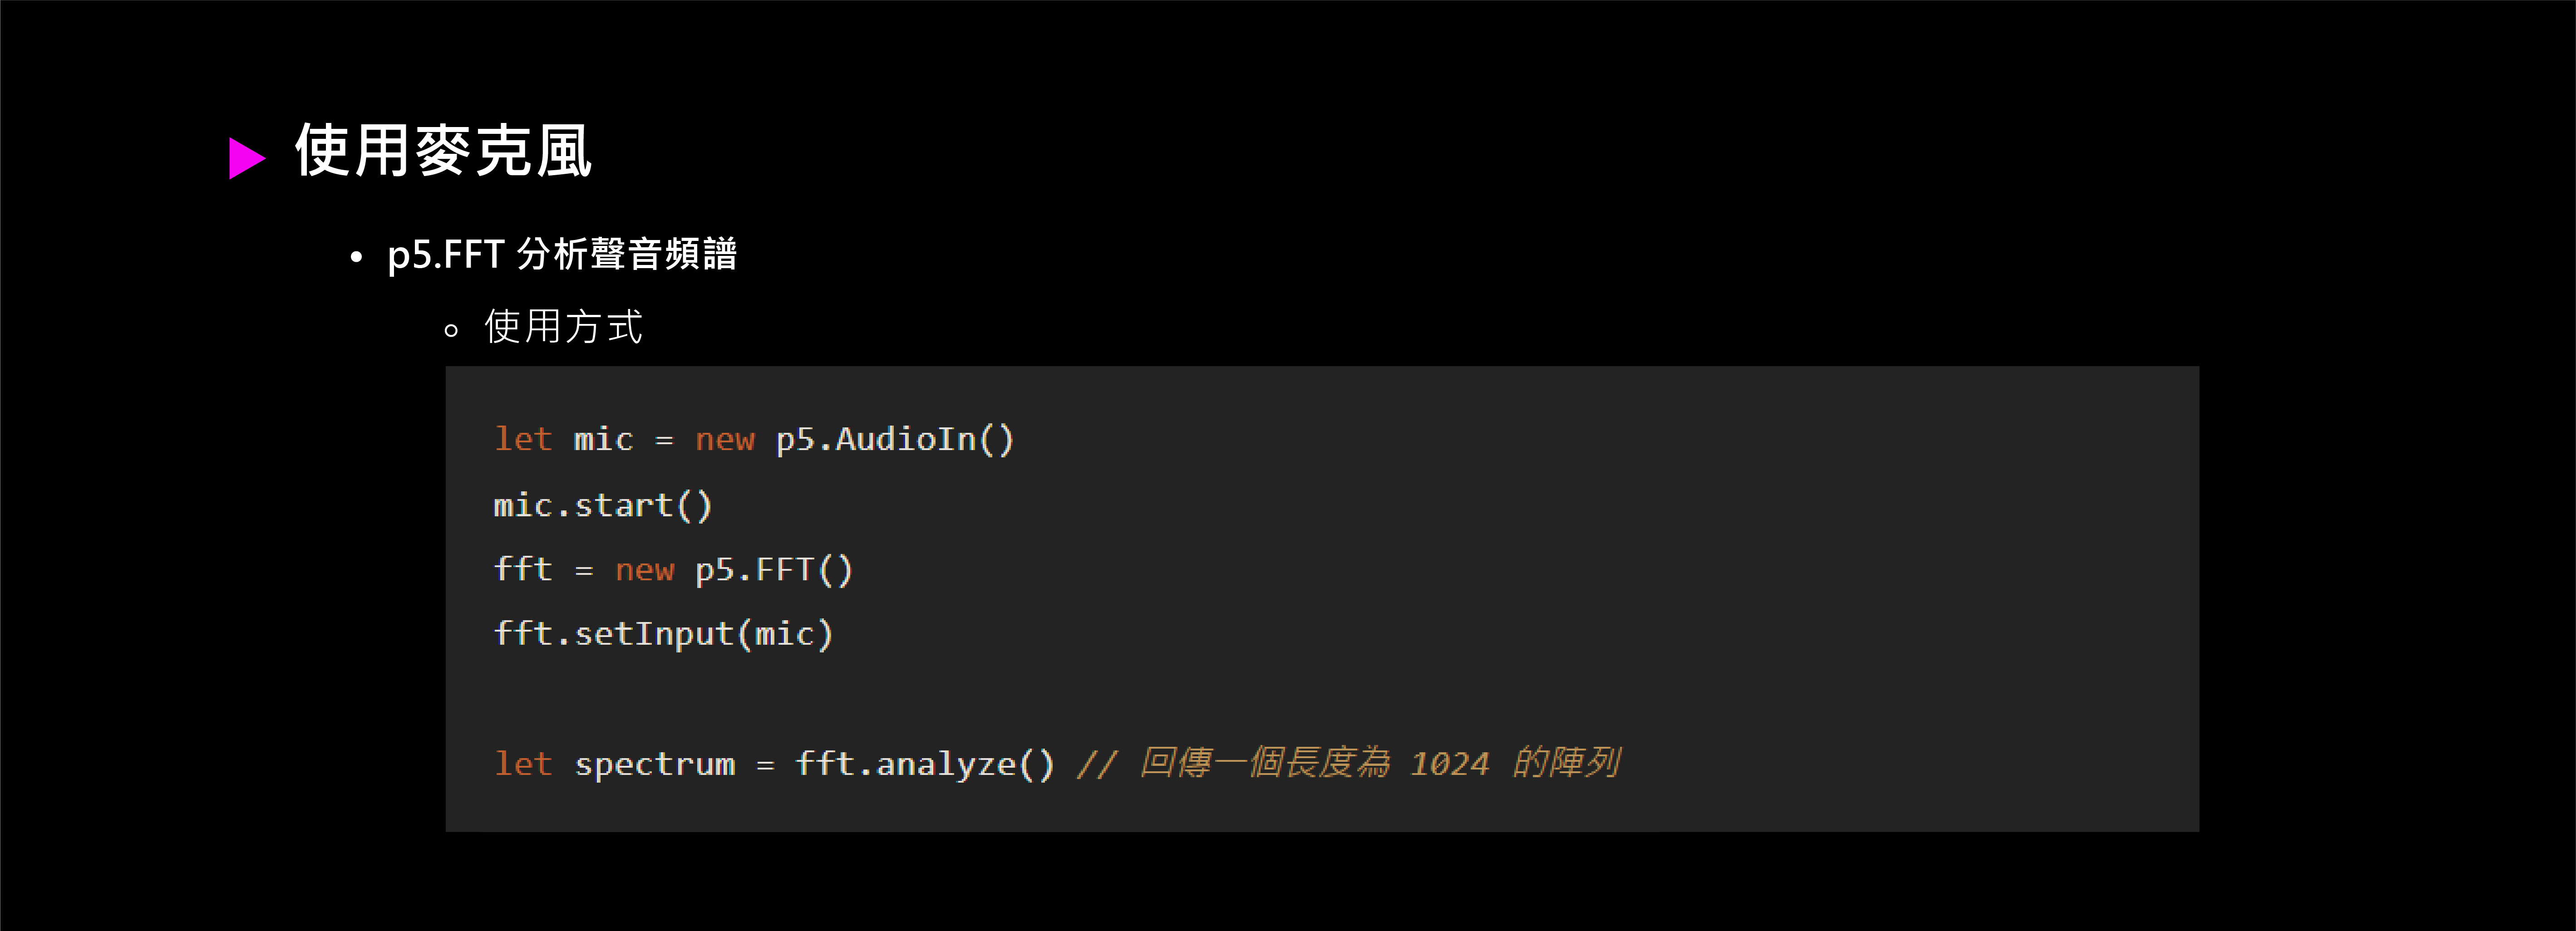 使用麥克風
p5.FFT 分析聲音頻譜
使用方式
let mic = new p5.AudioIn()
mic.start()
fft = new p5.FFT()
fft.setInput(mic)
let spectrum = fft.analyze() // 回傳一個長度為 1024 的陣列